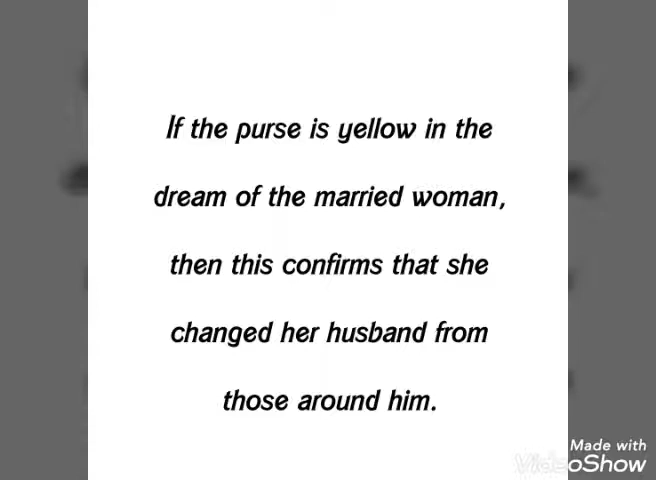 If the purse is yellow in the
dream of the married woman,
then this confirms that she
changed her husband from
those around him.
Made with
VideoShow